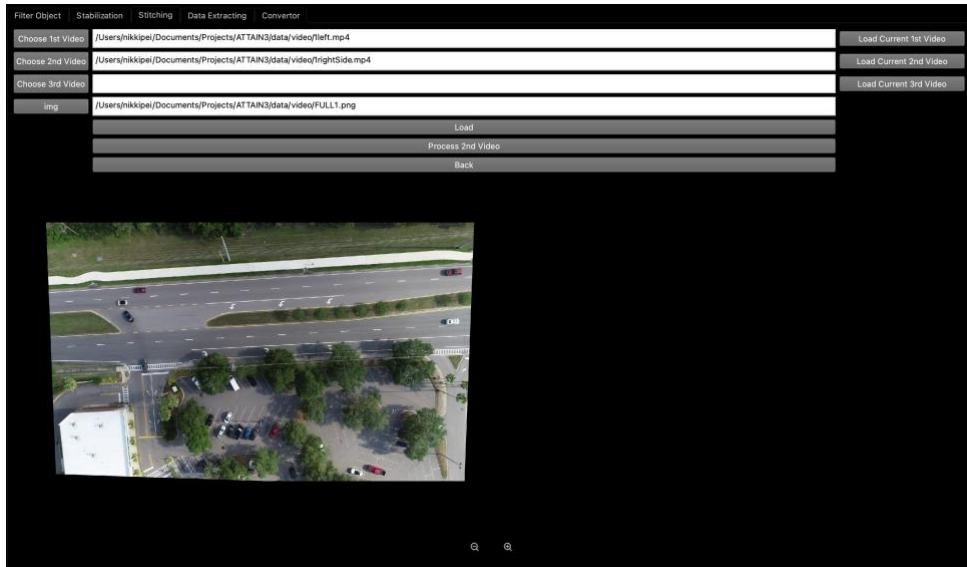 Filter Object Stabilization Stitching Data Extracting Convertor
Choose 1st Video /Users/nikkipei/Documents/Projects/ATTAIN3/data/video/1left.mp4 Load Current 1st Video
Choose 2nd Video /Users/nikkipei/Documents/Projects/ATTAIN3/data/video/1rightSide.mp4 Load Current 2nd Video
Choose 3rd Video Load Current 3rd Video
img /Users/nikkipei/Documents/Projects/ATTAIN3/data/video/FULL1.png
Load
Process 2nd Video
Back